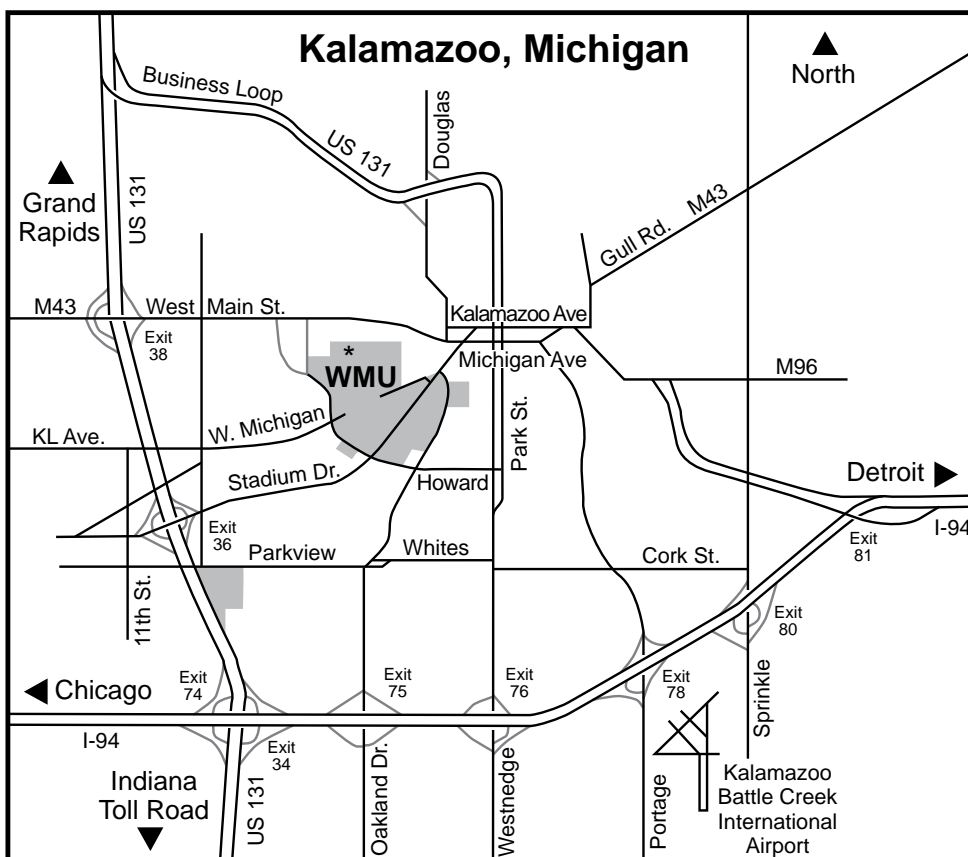 Kalamazoo, Michigan
North
Business Loop
US 131
Douglas
Gull Rd.
M43
Grand
Rapids
US 131
M43
West
Main St.
Kalamazoo Ave
Exit
38
*
WMU
Michigan Ave
M96
KL Ave.
W. Michigan
Stadium Dr.
Howard
Park St.
Detroit
I-94
Exit
36
Parkview
Whites
Cork St.
Exit
81
11th St.
Exit
80
Chicago
Exit
74
Exit
75
Exit
76
Exit
78
Sprinkle
I-94
Exit
34
Indiana
Toll Road
US 131
Oakland Dr.
Westnedge
Portage
Kalamazoo
Battle Creek
International
Airport